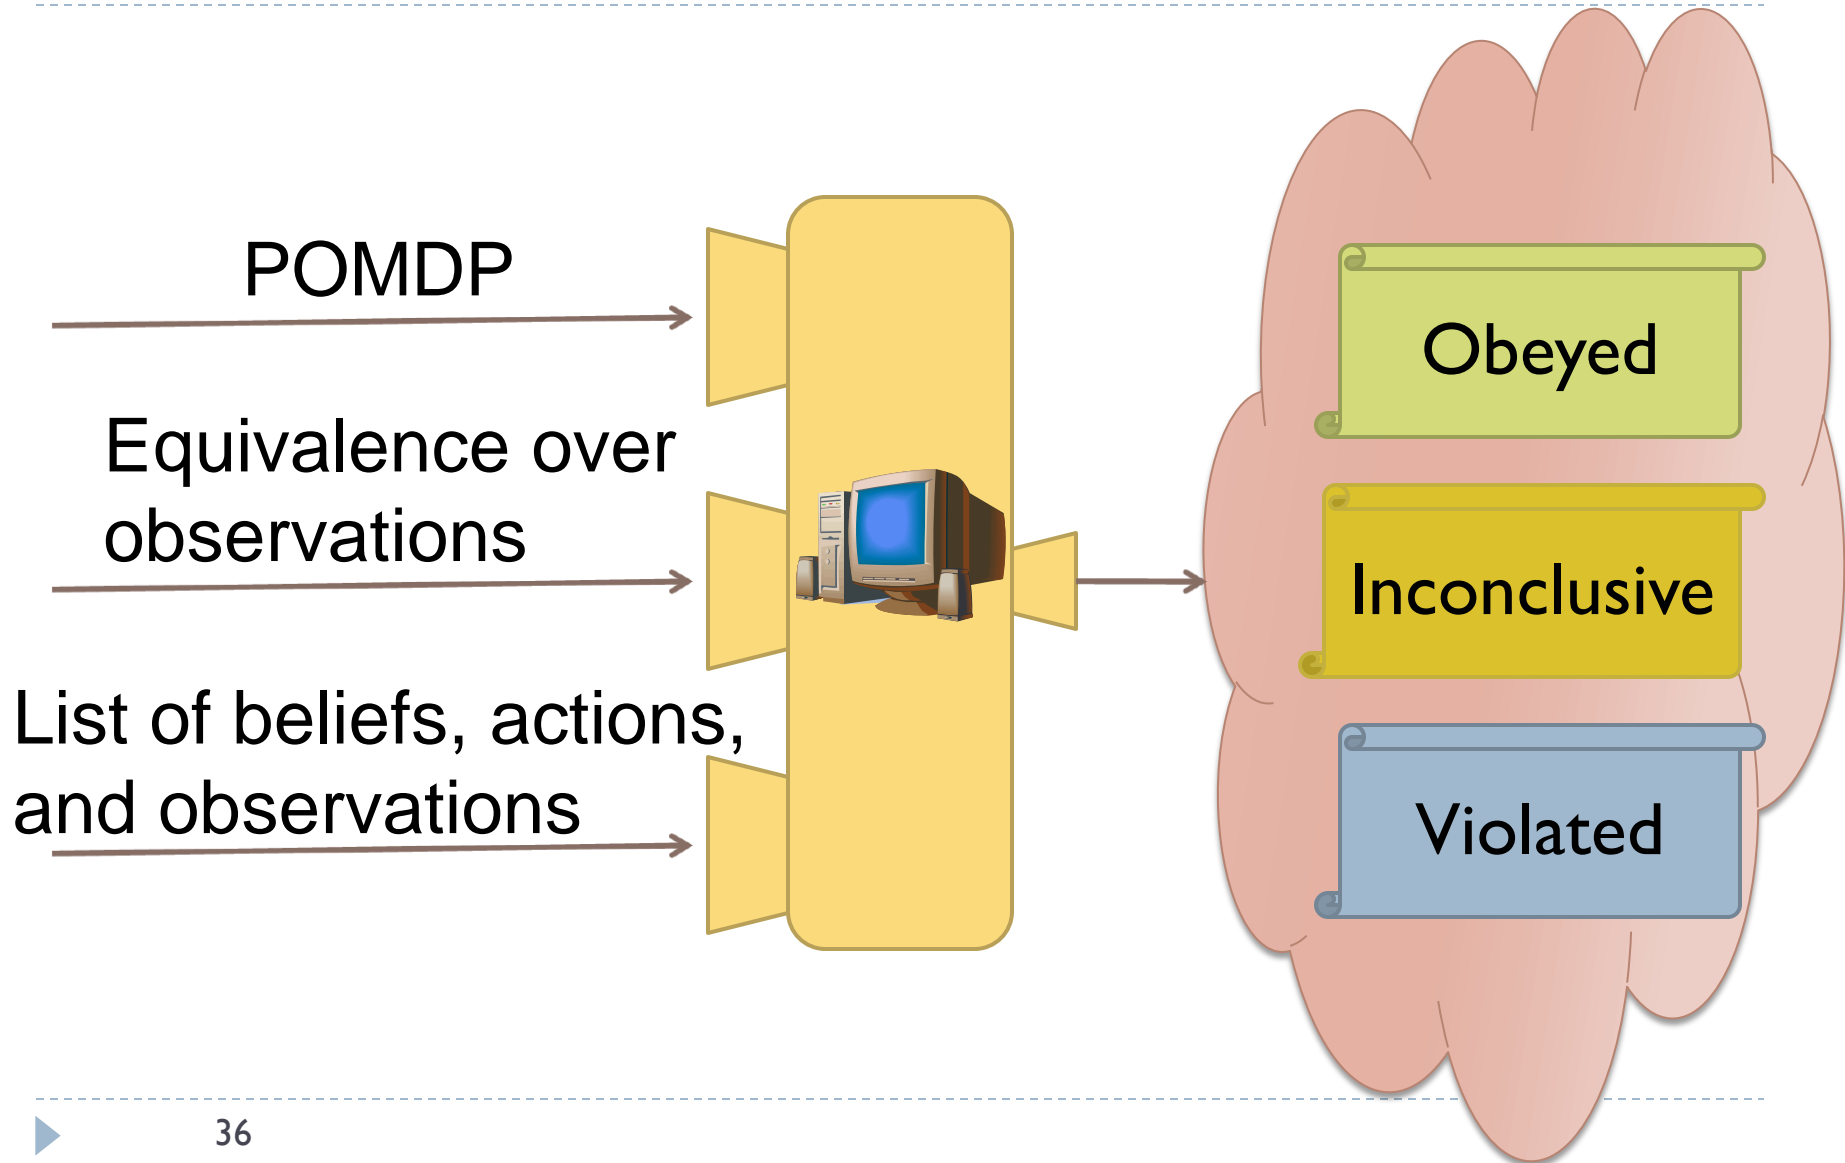 POMDP
Equivalence over
observations
List of beliefs, actions,
and observations
Obeyed
Inconclusive
Violated
36